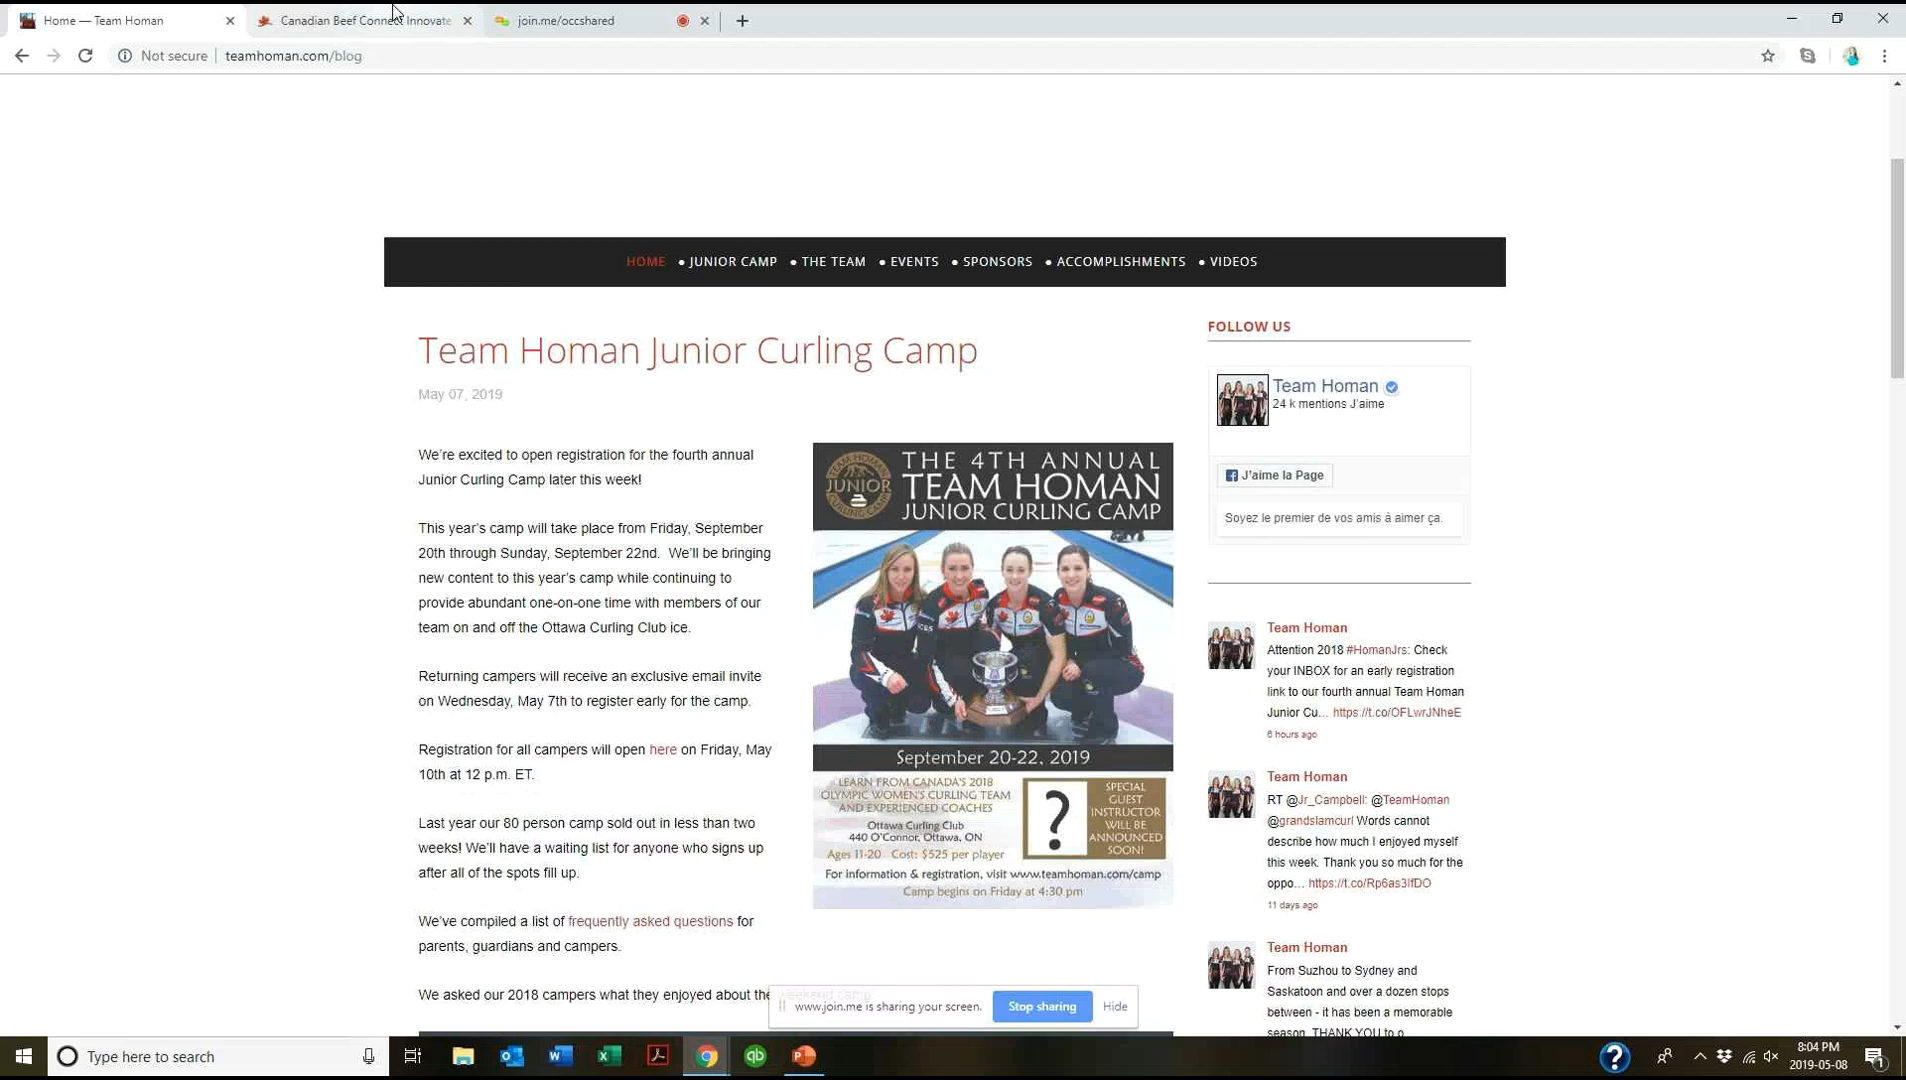 Home — Team Homan
Canadian Beef Connect Innovate
join.me/occshared
Not secure
teamhoman.com/blog
HOME • JUNIOR CAMP • THE TEAM • EVENTS • SPONSORS • ACCOMPLISHMENTS • VIDEOS
Team Homan Junior Curling Camp
May 07, 2019
We're excited to open registration for the fourth annual
Junior Curling Camp later this week!
This year's camp will take place from Friday, September
20th through Sunday, September 22nd. We'll be bringing
new content to this year's camp while continuing to
provide abundant one-on-one time with members of our
team on and off the Ottawa Curling Club ice.
Returning campers will receive an exclusive email invite
on Wednesday, May 7th to register early for the camp.
Registration for all campers will open here on Friday, May
10th at 12 p.m. ET.
Last year our 80 person camp sold out in less than two
weeks! We'll have a waiting list for anyone who signs up
after all of the spots fill up.
We've compiled a list of frequently asked questions for
parents, guardians and campers.
We asked our 2018 campers what they enjoyed about the weekend camp
TEAM HOMAN
JUNIOR
CURLING CAMP
THE 4TH ANNUAL
TEAM HOMAN
JUNIOR CURLING CAMP
September 20-22, 2019
LEARN FROM CANADA'S 2018
OLYMPIC WOMEN'S CURLING TEAM
AND EXPERIENCED COACHES
Ottawa Curling Club
440 O'Connor, Ottawa, ON
Ages 11-20 Cost: $525 per player
?
SPECIAL
GUEST
INSTRUCTOR
WILL BE
ANNOUNCED
SOON!
For information & registration, visit www.teamhoman.com/camp
Camp begins on Friday at 4:30 pm
FOLLOW US
Team Homan
24 k mentions J'aime
J'aime la Page
Soyez le premier de vos amis à aimer ça.
Team Homan
Attention 2018 #HomanJrs: Check
your INBOX for an early registration
link to our fourth annual Team Homan
Junior Cu... https://t.co/OFLwrJNheE
6 hours ago
Team Homan
RT @Jr_Campbell: @TeamHoman
@grandslamcurl Words cannot
describe how much I enjoyed myself
this week. Thank you so much for the
oppo... https://t.co/Rp6as3IfDO
11 days ago
Team Homan
From Suzhou to Sydney and
Saskatoon and over a dozen stops
between - it has been a memorable
season. THANK YOU to o
www.join.me is sharing your screen.
Stop sharing
Hide
Type here to search
8:04 PM
2019-05-08
1